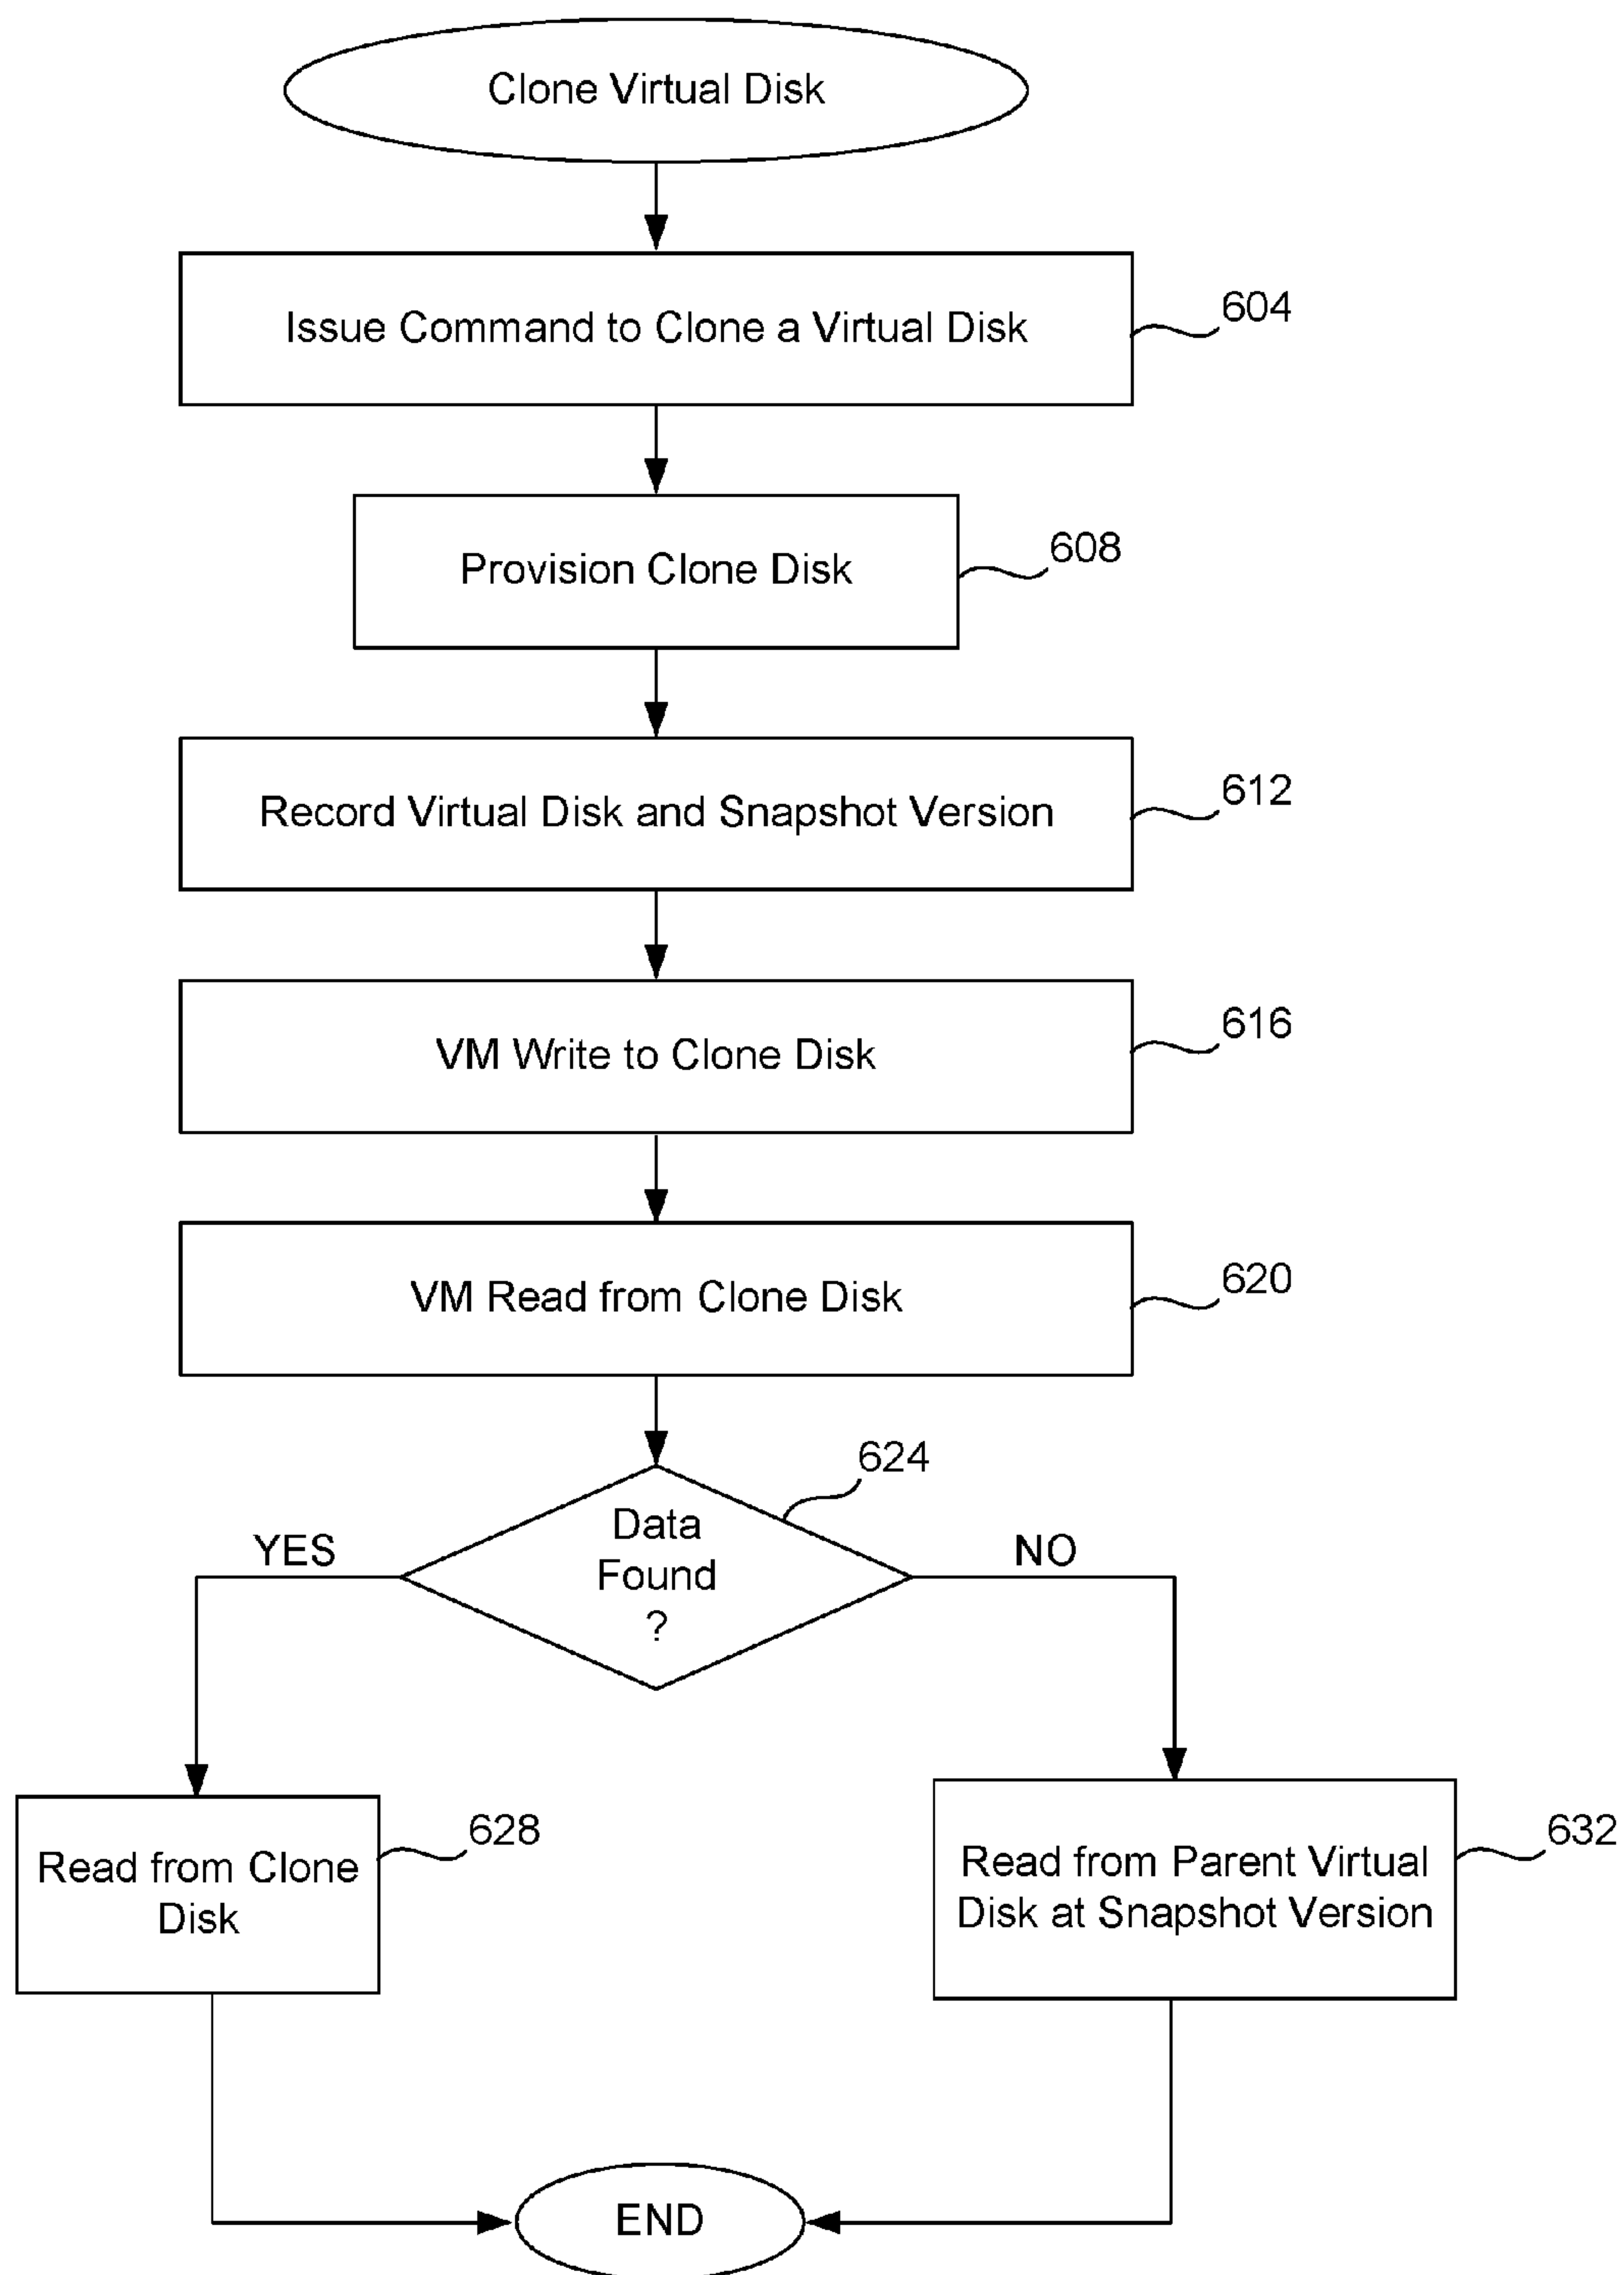 Clone Virtual Disk
Issue Command to Clone a Virtual Disk
604
Provision Clone Disk
608
Record Virtual Disk and Snapshot Version
612
VM Write to Clone Disk
616
VM Read from Clone Disk
620
624
Data
Found
?
YES
NO
Read from Clone
Disk
628
Read from Parent Virtual
Disk at Snapshot Version
632
END